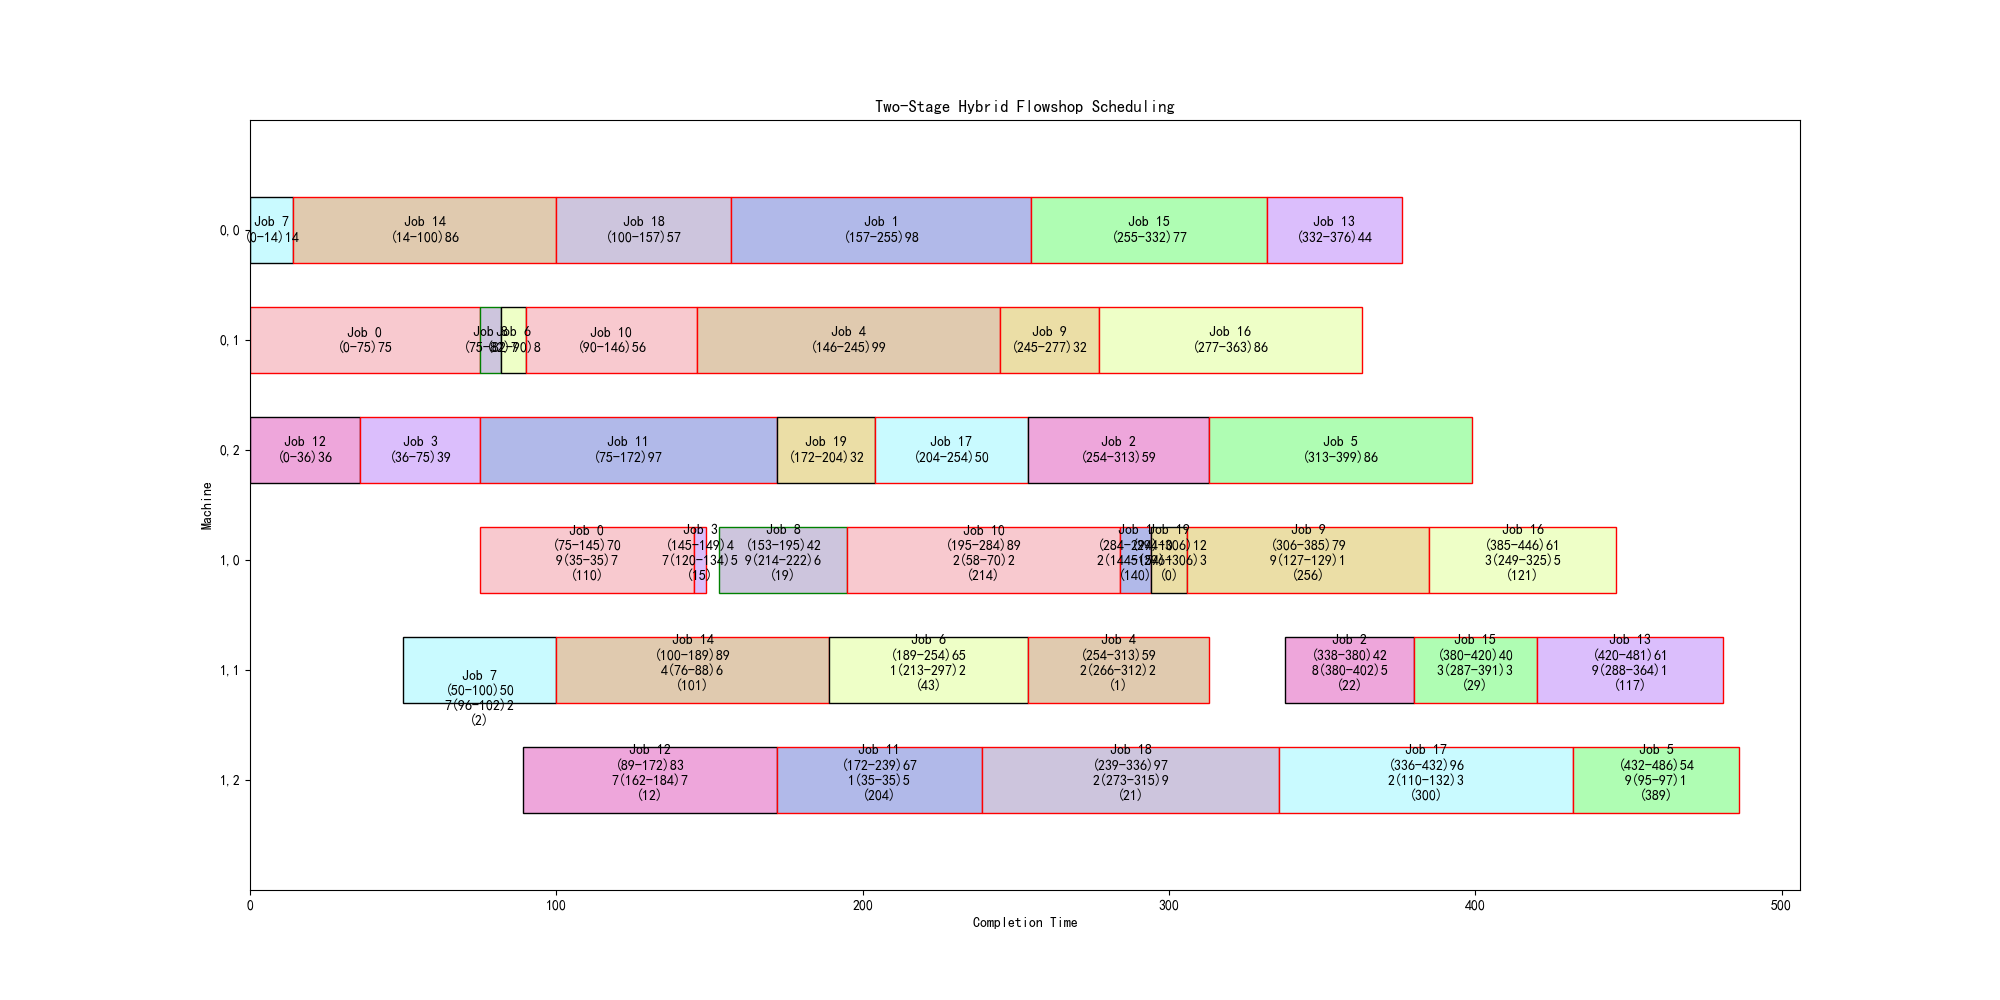 Two-Stage Hybrid Flowshop Scheduling
0,0
Job 7
(0-14)14
Job 14
(14-100)86
Job 18
(100-157)57
Job 1
(157-255)98
Job 15
(255-332)77
Job 13
(332-376)44
0,1
Job 0
(0-75)75
Job 8
Job 6
(82-90)8
Job 10
(90-146)56
Job 4
(146-245)99
Job 9
(245-277)32
Job 16
(277-363)86
0,2
Job 12
(0-36)36
Job 3
(36-75)39
Job 11
(75-172)97
Job 19
(172-204)32
Job 17
(204-254)50
Job 2
(254-313)59
Job 5
(313-399)86
Machine
1,0
Job 0
(75-145)70
9(35-35)7
(110)
Job 3
(145-149)4
7(120-134)5
(15)
Job 8
(153-195)42
9(214-222)6
(19)
Job 10
(195-284)89
2(58-70)2
(214)
Job 1
(140)
Job 19
(294-306)12
(0)
Job 9
(306-385)79
9(127-129)1
(256)
Job 16
(385-446)61
3(249-325)5
(121)
1,1
Job 7
(50-100)50
7(96-102)2
(2)
Job 14
(100-189)89
4(76-88)6
(101)
Job 6
(189-254)65
1(213-297)2
(43)
Job 4
(254-313)59
2(266-312)2
(1)
Job 2
(338-380)42
8(380-402)5
(22)
Job 15
(380-420)40
3(287-391)3
(29)
Job 13
(420-481)61
9(288-364)1
(117)
1,2
Job 12
(89-172)83
7(162-184)7
(12)
Job 11
(172-239)67
1(35-35)5
(204)
Job 18
(239-336)97
2(273-315)9
(21)
Job 17
(336-432)96
2(110-132)3
(300)
Job 5
(432-486)54
9(95-97)1
(389)
0
100
200
300
400
500
Completion Time